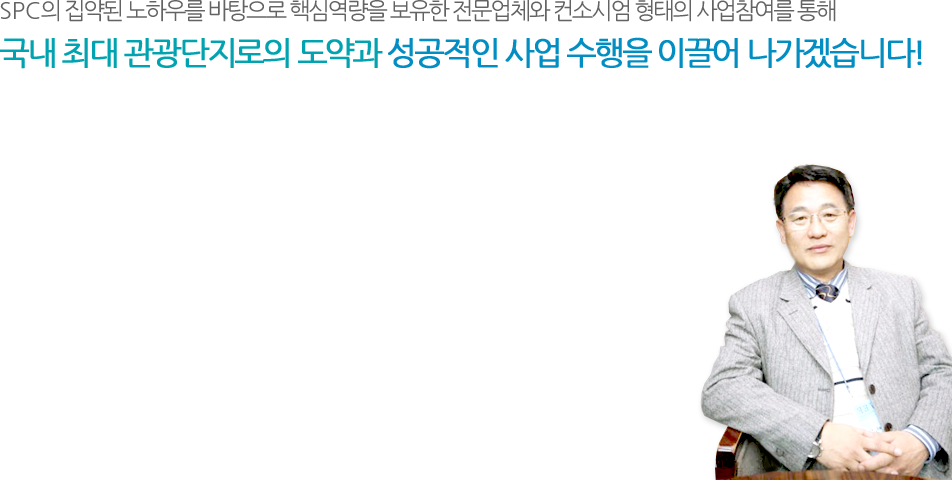 SPC의 집약된 노하우를 바탕으로 핵심역량을 보유한 전문업체와 컨소시엄 형태의 사업참여를 통해
국내 최대 관광단지로의 도약과 성공적인 사업 수행을 이끌어 나가겠습니다!